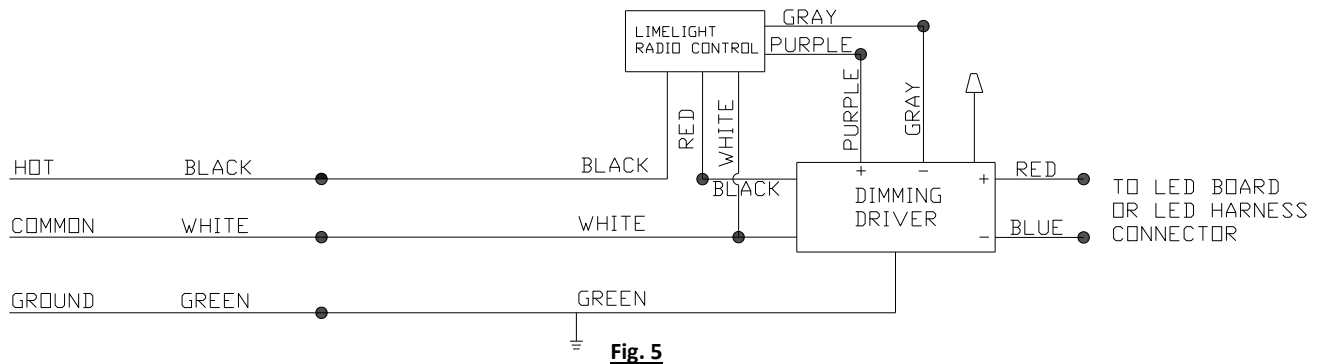 GRAY
LIMELIGHT
RADIO CONTROL
PURPLE
PURPLE
GRAY
RED
WHITE
HOT BLACK BLACK
BLACK
+ −
DIMMING
DRIVER
+ RED
− BLUE
TO LED BOARD
OR LED HARNESS
CONNECTOR
COMMON WHITE WHITE
GROUND GREEN GREEN
Fig. 5